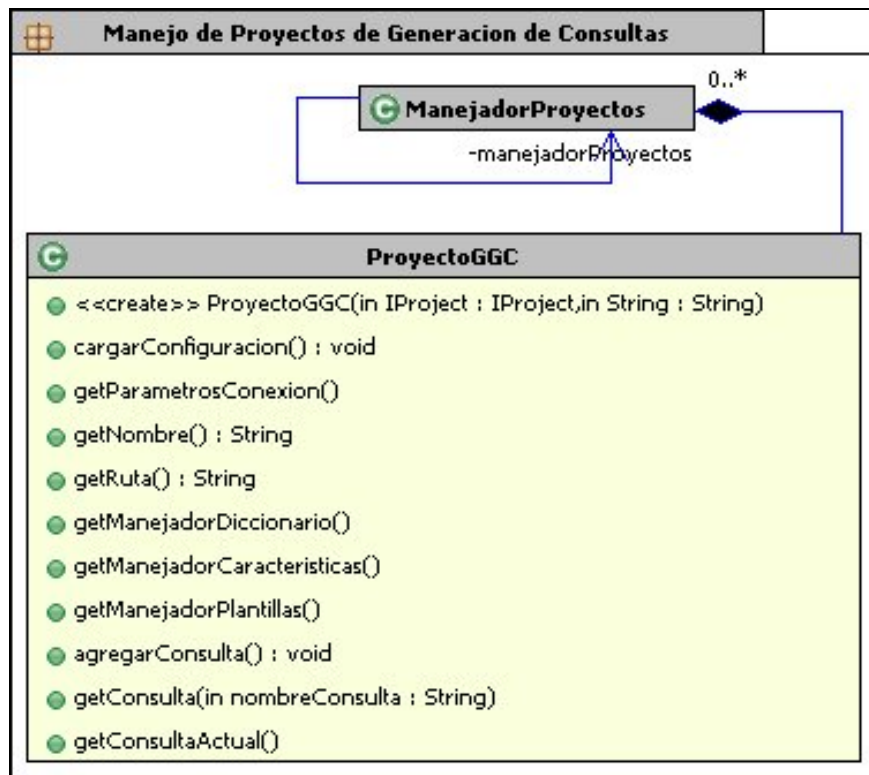 Manejo de Proyectos de Generacion de Consultas
0..*
C ManejadorProyectos
-manejadorProyectos
C ProyectoGGC
<<create>> ProyectoGGC(in IProject : IProject,in String : String)
cargarConfiguracion() : void
getParametrosConexion()
getNombre() : String
getRuta() : String
getManejadorDiccionario()
getManejadorCaracteristicas()
getManejadorPlantillas()
agregarConsulta() : void
getConsulta(in nombreConsulta : String)
getConsultaActual()